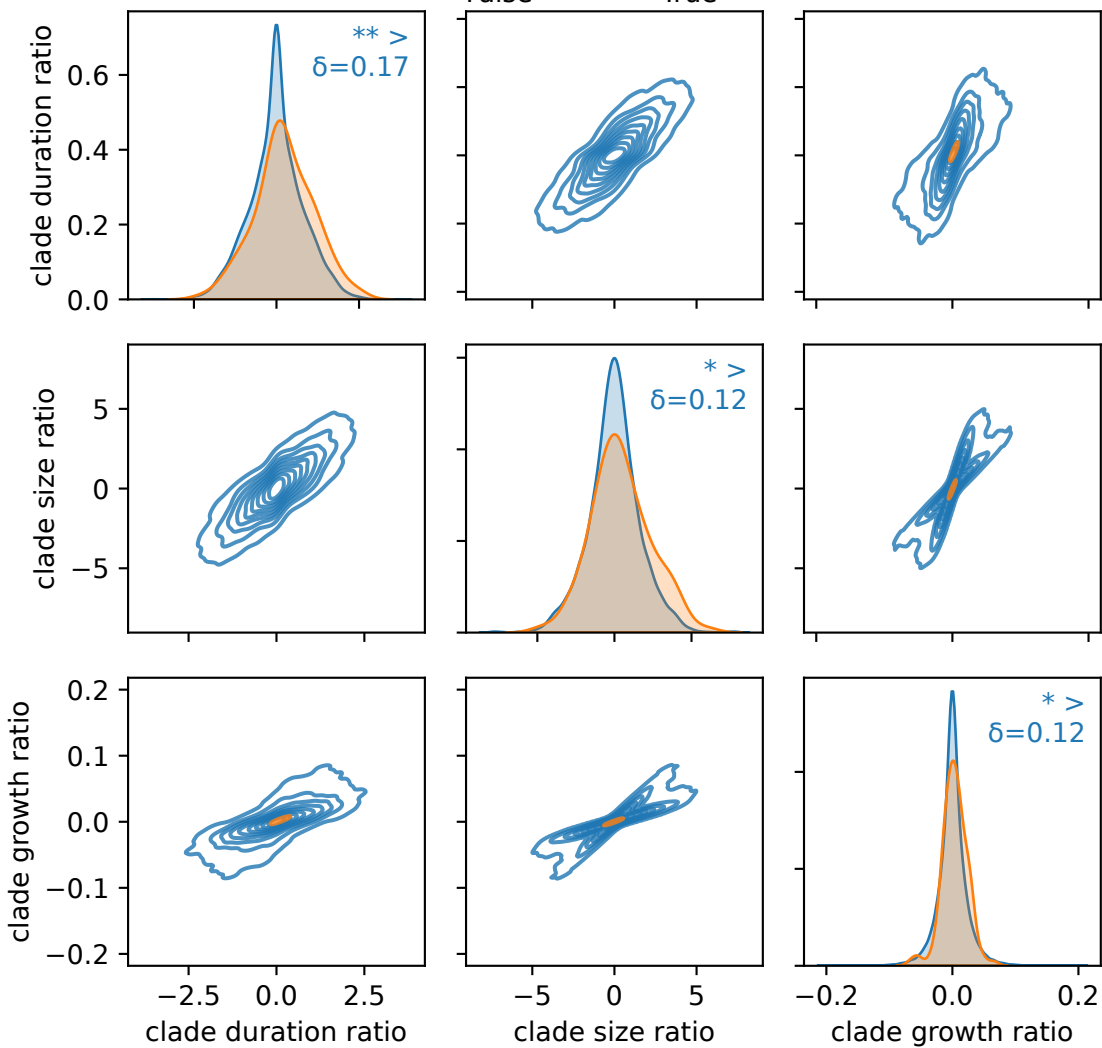 False True
clade duration ratio
** >
δ=0.17
0.6
0.4
0.2
0.0
clade size ratio
* >
δ=0.12
5
0
−5
clade growth ratio
* >
δ=0.12
0.2
0.1
0.0
−0.1
−0.2
−2.5 0.0 2.5
−5 0 5
−0.2 0.0 0.2
clade duration ratio
clade size ratio
clade growth ratio